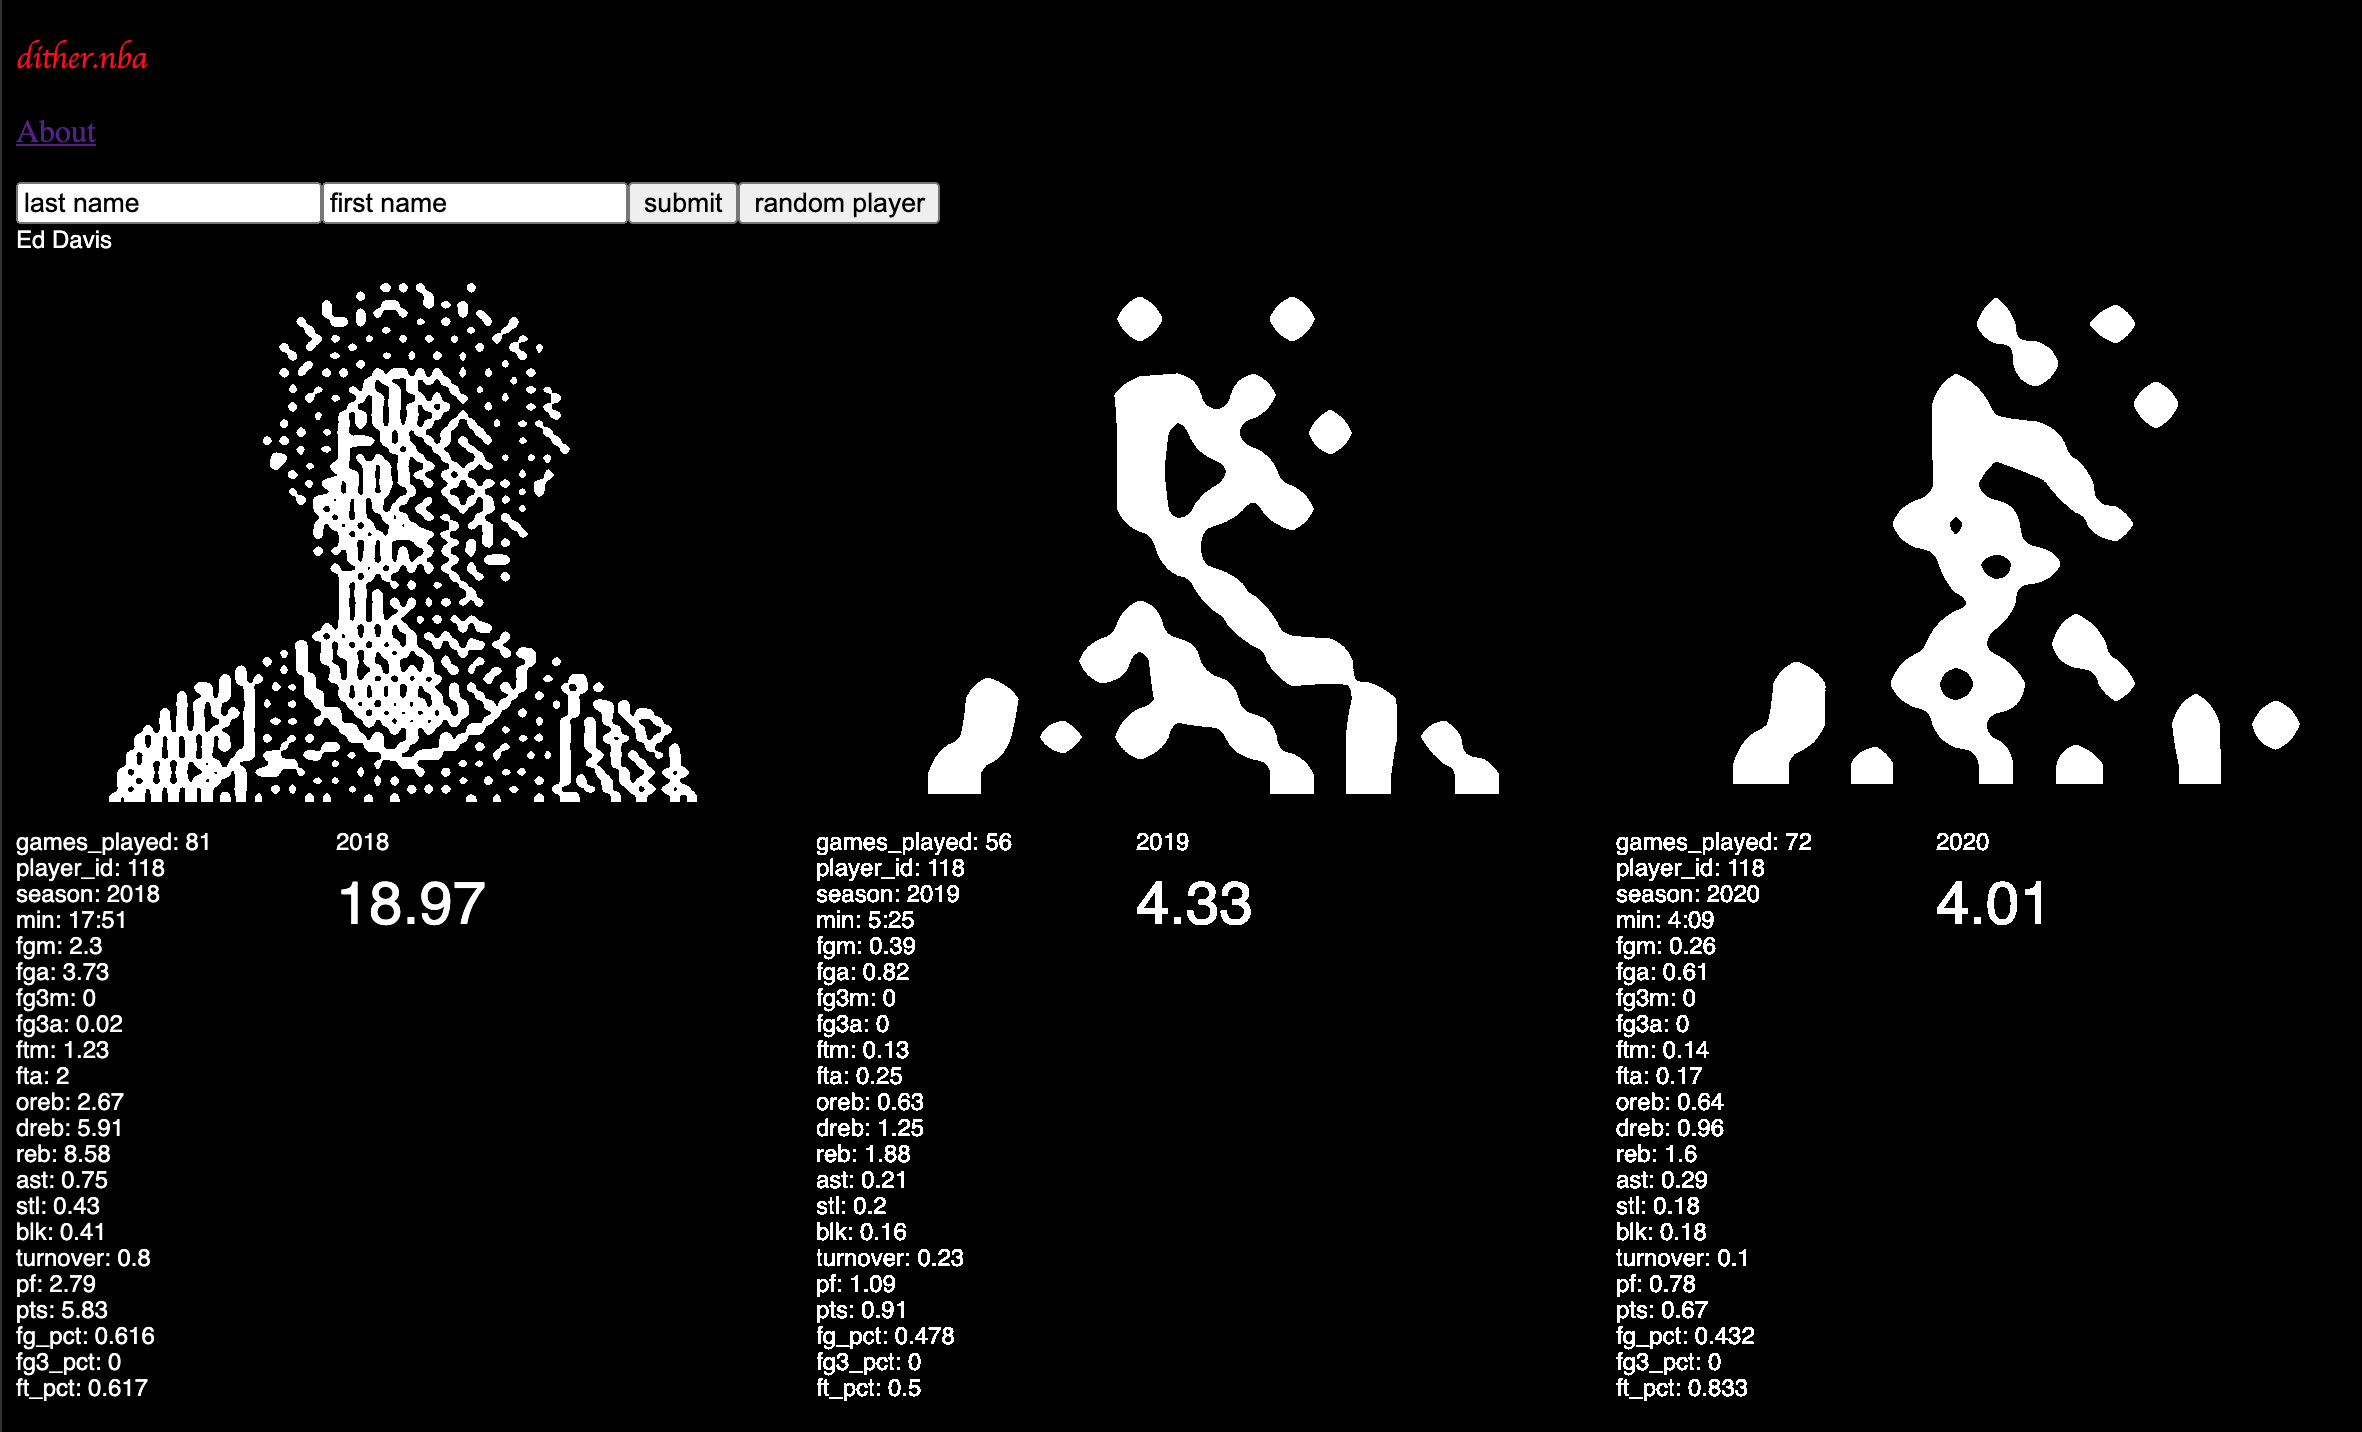 dither.nba
About
last name first name submit random player
Ed Davis
games_played: 81
player_id: 118
season: 2018
min: 17:51
fgm: 2.3
fga: 3.73
fg3m: 0
fg3a: 0.02
ftm: 1.23
fta: 2
oreb: 2.67
dreb: 5.91
reb: 8.58
ast: 0.75
stl: 0.43
blk: 0.41
turnover: 0.8
pf: 2.79
pts: 5.83
fg_pct: 0.616
fg3_pct: 0
ft_pct: 0.617
2018
18.97
games_played: 56
player_id: 118
season: 2019
min: 5:25
fgm: 0.39
fga: 0.82
fg3m: 0
fg3a: 0
ftm: 0.13
fta: 0.25
oreb: 0.63
dreb: 1.25
reb: 1.88
ast: 0.21
stl: 0.2
blk: 0.16
turnover: 0.23
pf: 1.09
pts: 0.91
fg_pct: 0.478
fg3_pct: 0
ft_pct: 0.5
2019
4.33
games_played: 72
player_id: 118
season: 2020
min: 4:09
fgm: 0.26
fga: 0.61
fg3m: 0
fg3a: 0
ftm: 0.14
fta: 0.17
oreb: 0.64
dreb: 0.96
reb: 1.6
ast: 0.29
stl: 0.18
blk: 0.18
turnover: 0.1
pf: 0.78
pts: 0.67
fg_pct: 0.432
fg3_pct: 0
ft_pct: 0.833
2020
4.01